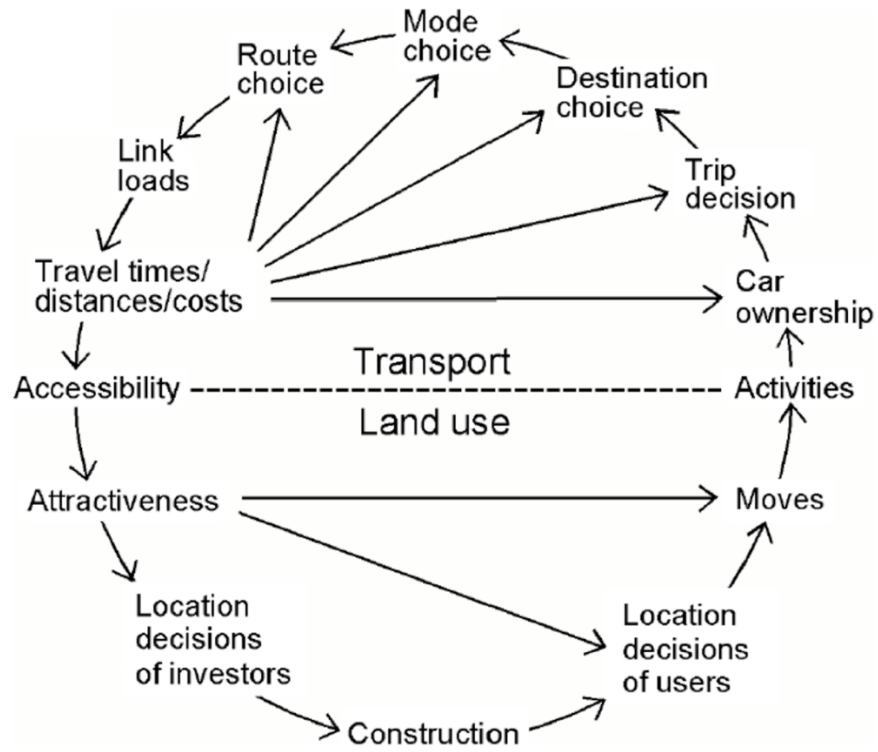 Mode
choice
Route
choice
Destination
choice
Link
loads
Trip
decision
Travel times/
distances/costs
Car
ownership
Transport
Accessibility
Activities
Land use
Attractiveness
Moves
Location
decisions
of investors
Location
decisions
of users
Construction